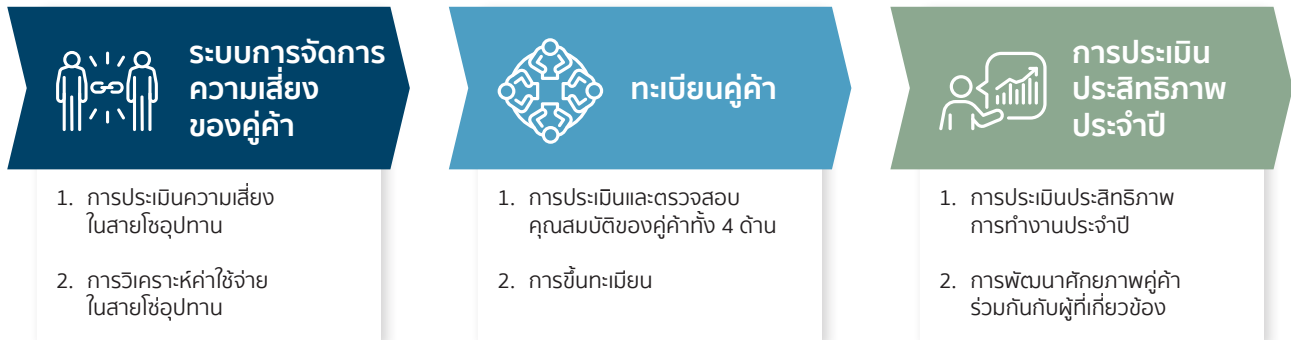 ระบบการจัดการ
ความเสี่ยง
ของคู่ค้า
1. การประเมินความเสี่ยง
ในสายโซ่อุปทาน
2. การวิเคราะห์ค่าใช้จ่าย
ในสายโซ่อุปทาน
ทะเบียนคู่ค้า
1. การประเมินและตรวจสอบ
คุณสมบัติของคู่ค้าทั้ง 4 ด้าน
2. การขึ้นทะเมียน
การประเมิน
ประสิทธิภาพ
ประจำปี
1. การประเมินประสิทธิภาพ
การทำงานประจำปี
2. การพัฒนาศักยภาพคู่ค้า
ร่วมกันกับผู้ที่เกี่ยวข้อง